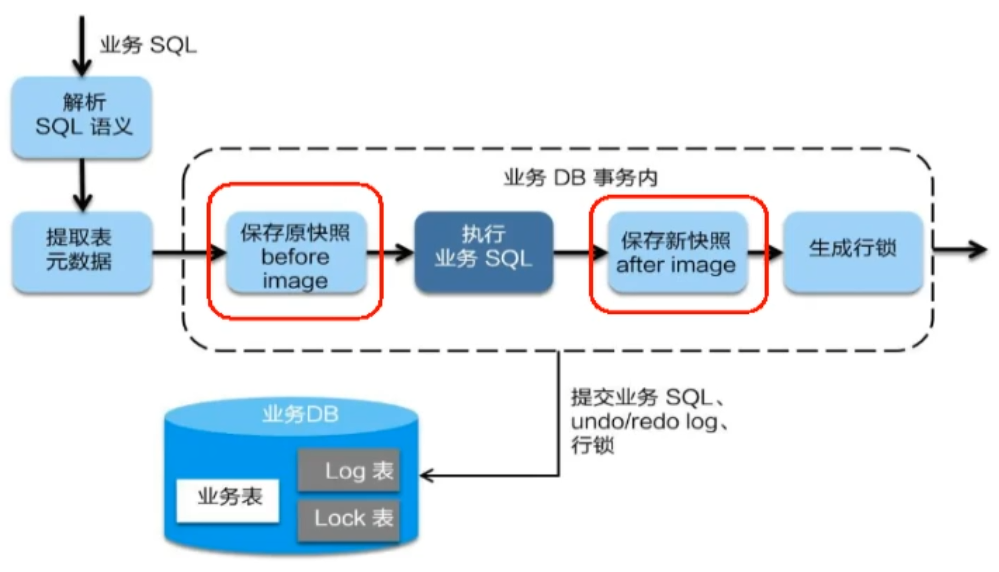 业务 SQL
解析
SQL 语义
业务 DB 事务内
提取表
元数据
保存原快照
before
image
执行
业务 SQL
保存新快照
after image
生成行锁
提交业务 SQL、
undo/redo log、
行锁
业务DB
Log 表
业务表
Lock 表